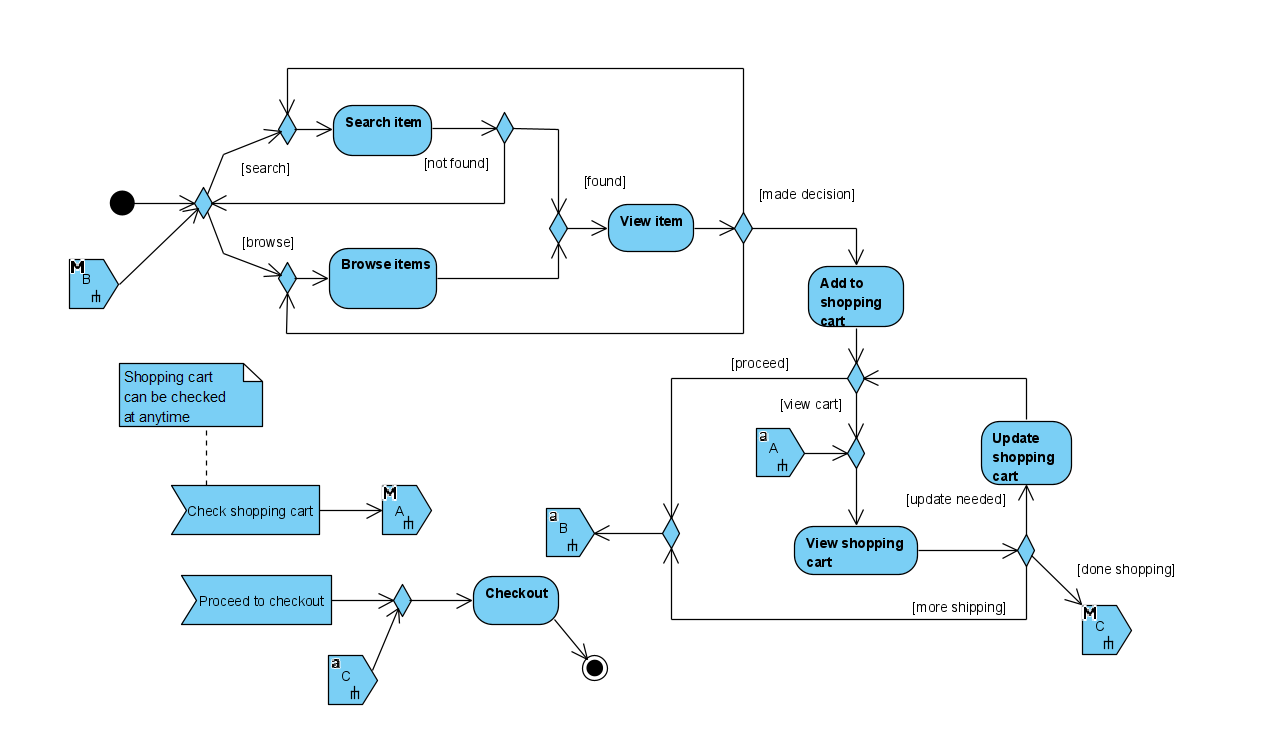 Search item
[not found]
[search]
[found]
[made decision]
View item
[browse]
Browse items
M
B
Add to
shopping
cart
Shopping cart
can be checked
at anytime
[proceed]
[view cart]
a
A
Update
shopping
cart
[update needed]
Check shopping cart
M
A
a
B
View shopping
cart
[done shopping]
Proceed to checkout
Checkout
[more shipping]
M
C
a
C